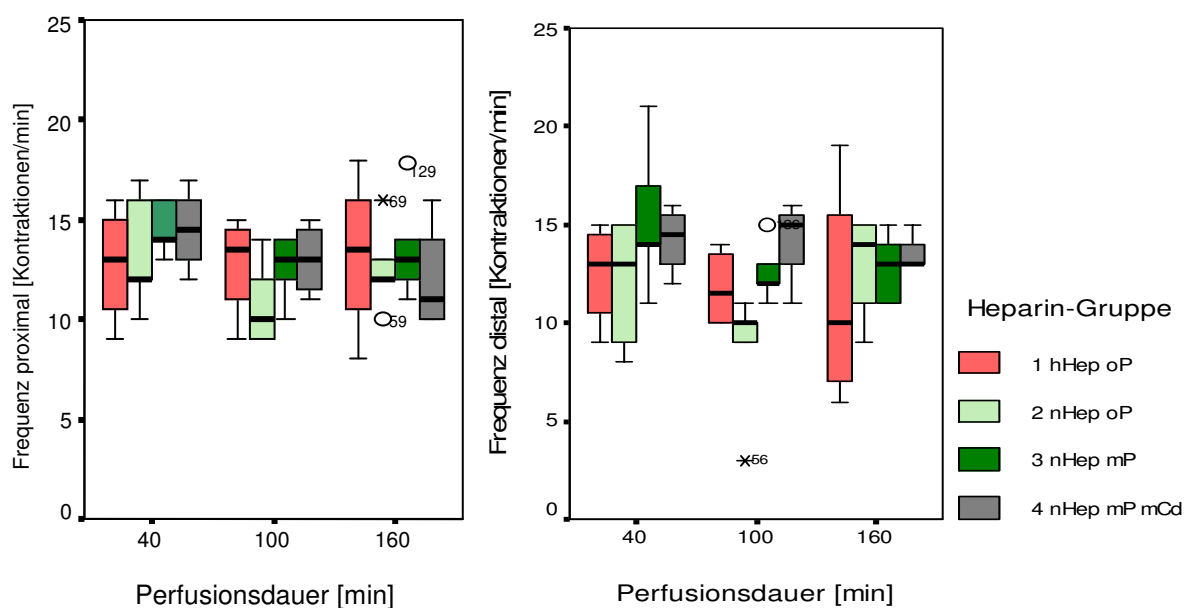 Frequenz proximal [Kontraktionen/min]
25
20
15
10
5
0
129
69
59
40
100
160
Perfusionsdauer [min]
Frequenz distal [Kontraktionen/min]
25
20
15
10
5
0
56
40
100
160
Perfusionsdauer [min]
Heparin-Gruppe
1 hHep oP
2 nHep oP
3 nHep mP
4 nHep mP mCd